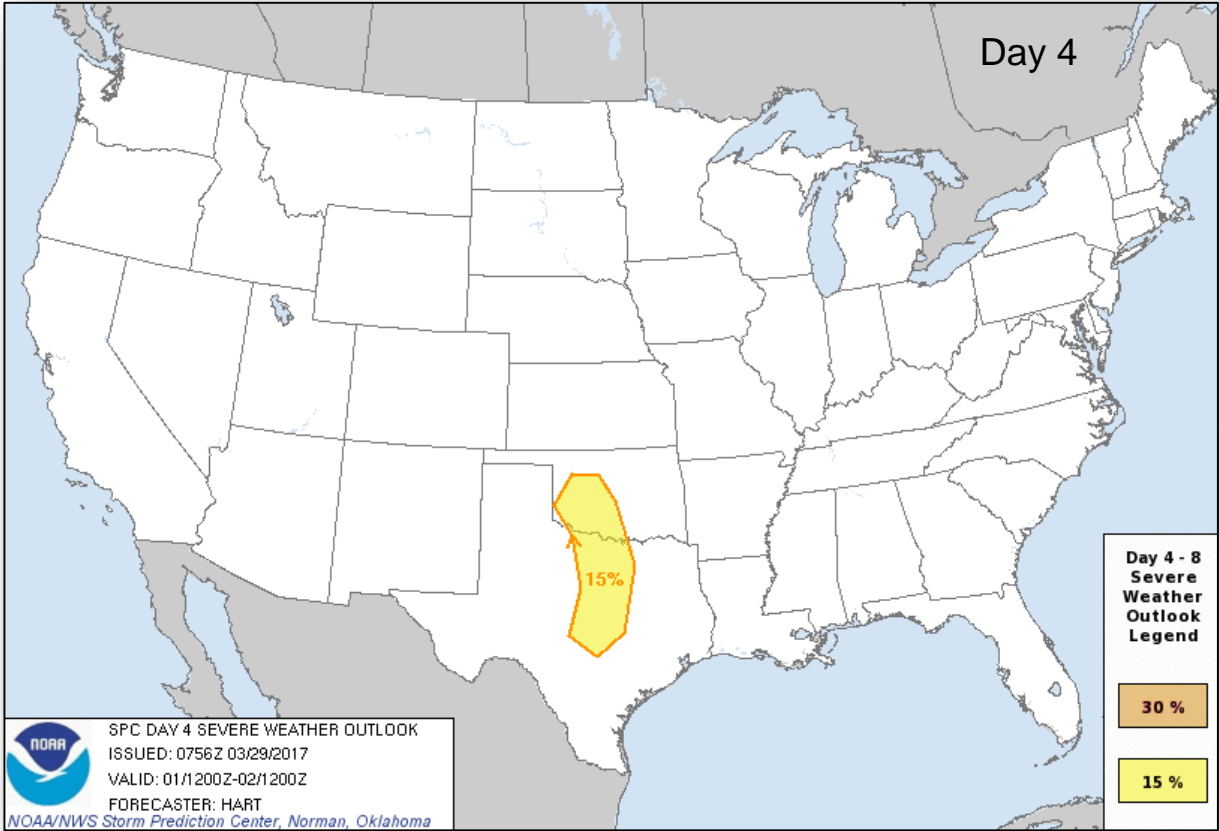 Day 4
15%
Day 4 - 8
Severe
Weather
Outlook
Legend
30 %
15 %
NOAA
SPC DAY 4 SEVERE WEATHER OUTLOOK
ISSUED: 0756Z 03/29/2017
VALID: 01/1200Z-02/1200Z
FORECASTER: HART
NOAA/NWS Storm Prediction Center, Norman, Oklahoma